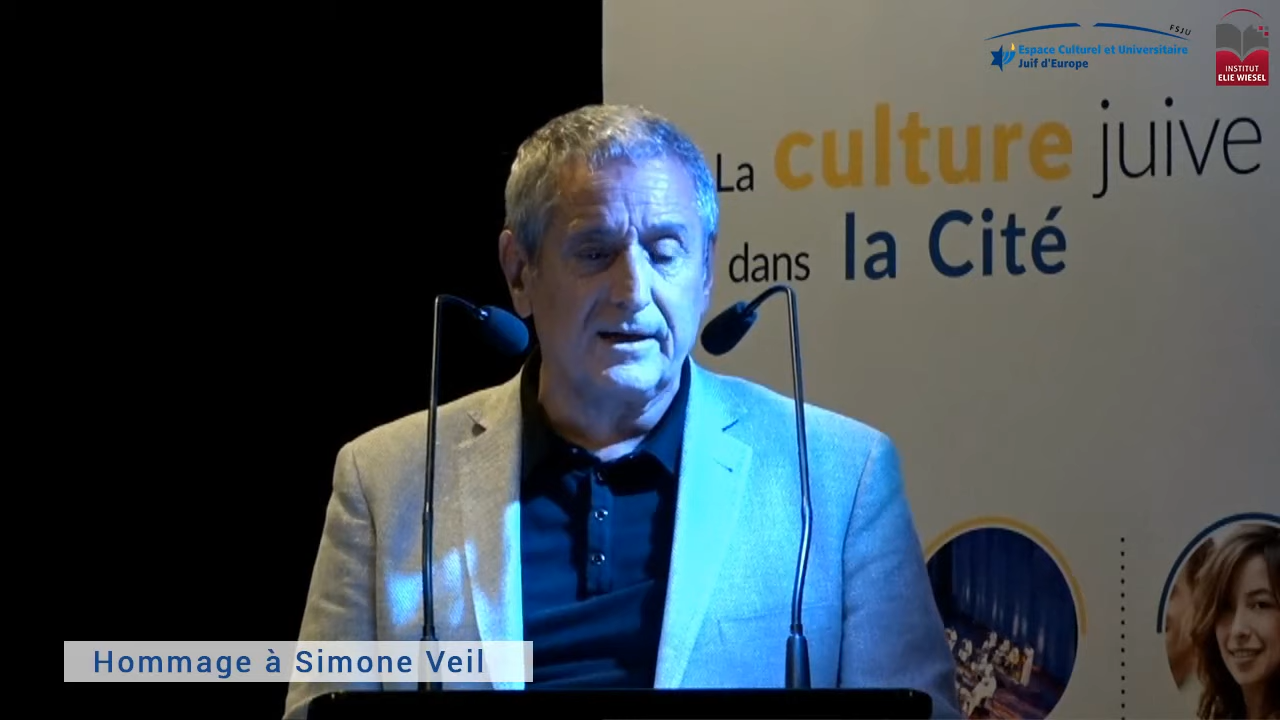 FSJU
Espace Culturel et Universitaire
Juif d'Europe
INSTITUT
ELIE WIESEL
La culture juive
dans la Cité
Hommage à Simone Veil